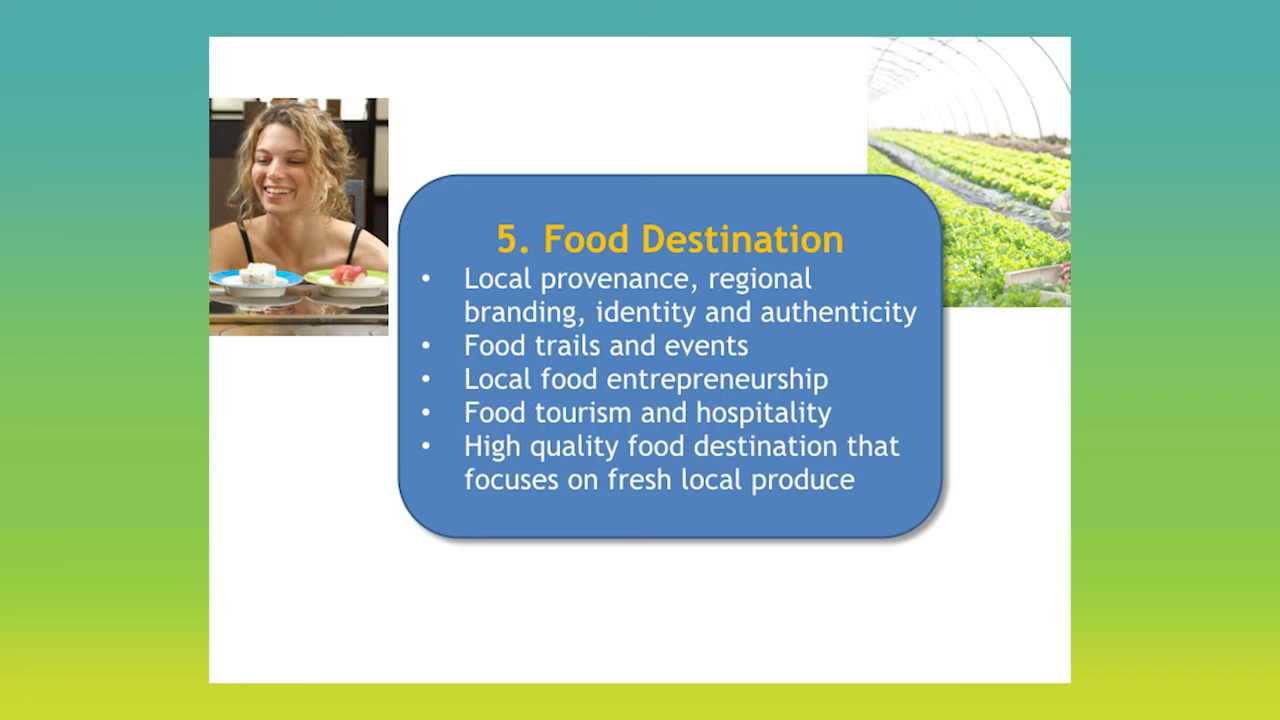 5. Food Destination
• Local provenance, regional
branding, identity and authenticity
• Food trails and events
• Local food entrepreneurship
• Food tourism and hospitality
• High quality food destination that
focuses on fresh local produce